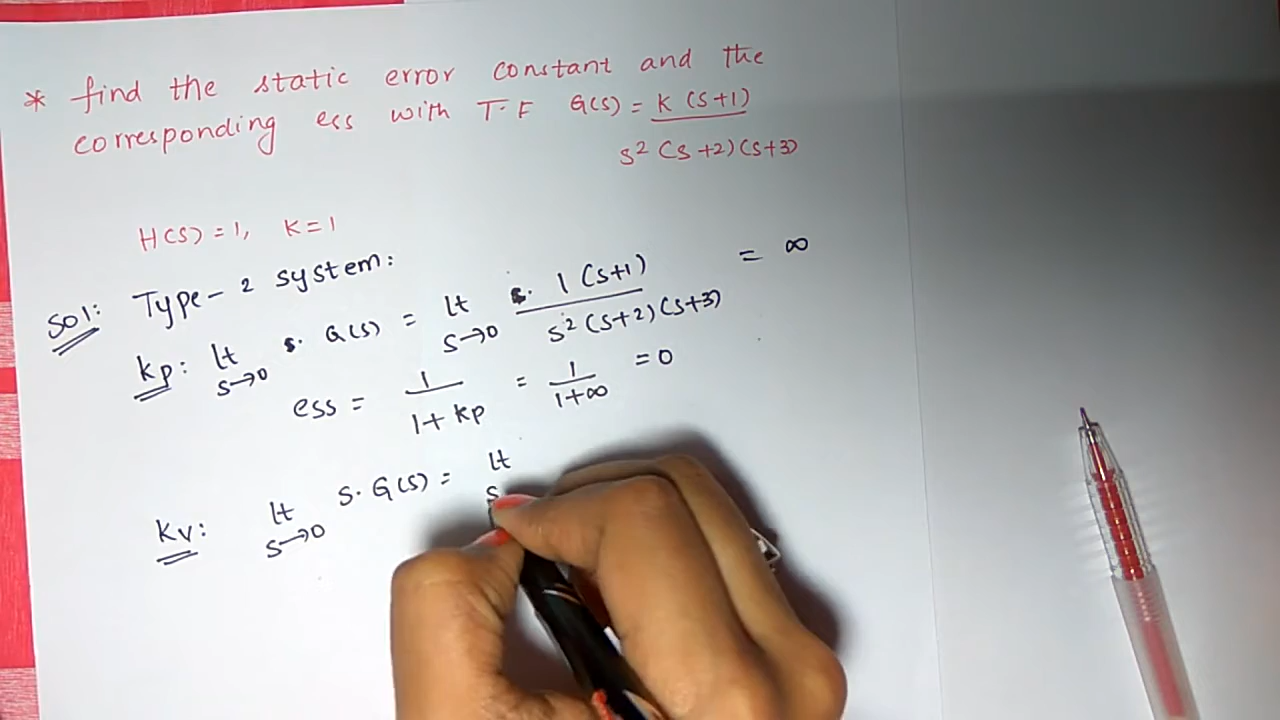 * find the static error constant and the
corresponding ess with T.F G(s) = K (s+1)
s² (s+2)(s+3)
H(s) = 1, K = 1
Sol: Type-2 system:
kp: lt s→0 G(s) = lt s→0 1 (s+1) / s² (s+2)(s+3) = ∞
ess = 1 / 1+kp = 1 / 1+∞ = 0
kv: lt s→0 s. G(s) = lt s